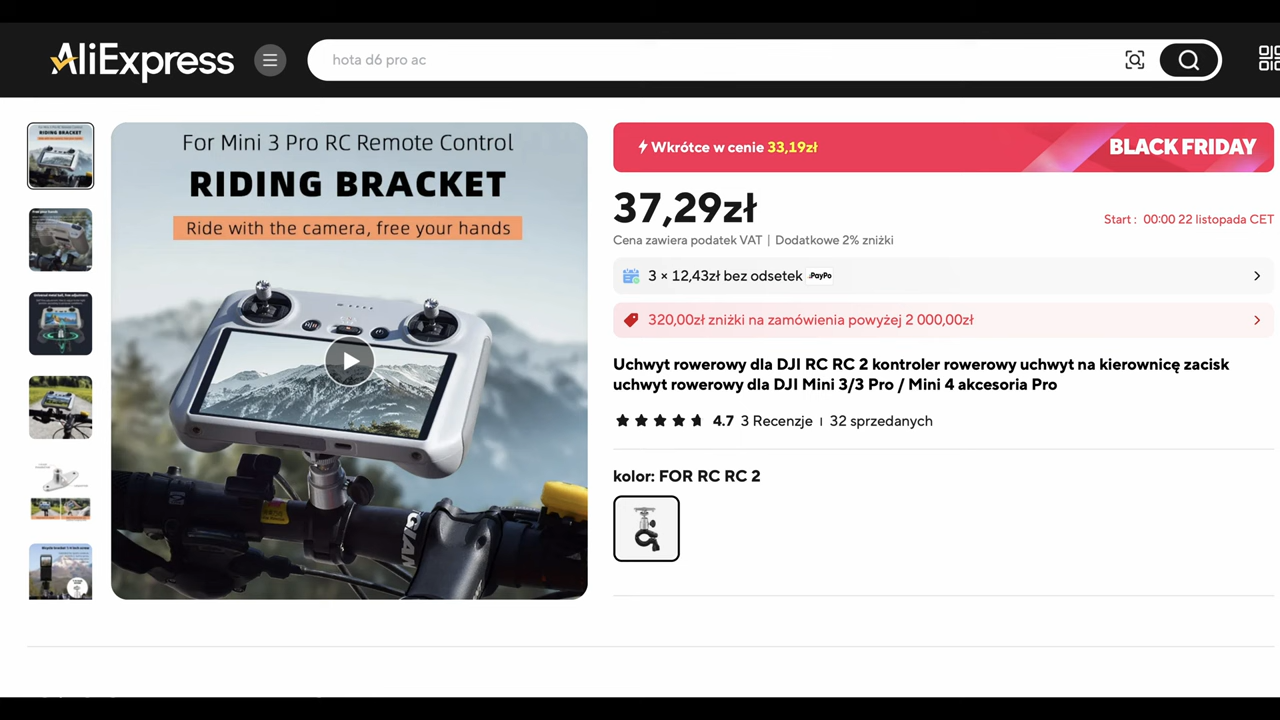 AliExpress
hota d6 pro ac
For Mini 3 Pro RC Remote Control
RIDING BRACKET
Ride with the camera, free your hands
GIAN
Wkrótce w cenie 33,19zł
BLACK FRIDAY
37,29zł
Start : 00:00 22 listopada CET
Cena zawiera podatek VAT | Dodatkowe 2% zniżki
3 × 12,43zł bez odsetek PayPo
320,00zł zniżki na zamówienia powyżej 2 000,00zł
Uchwyt rowerowy dla DJI RC RC 2 kontroler rowerowy uchwyt na kierownicę zacisk
uchwyt rowerowy dla DJI Mini 3/3 Pro / Mini 4 akcesoria Pro
4.7 3 Recenzje | 32 sprzedanych
kolor: FOR RC RC 2